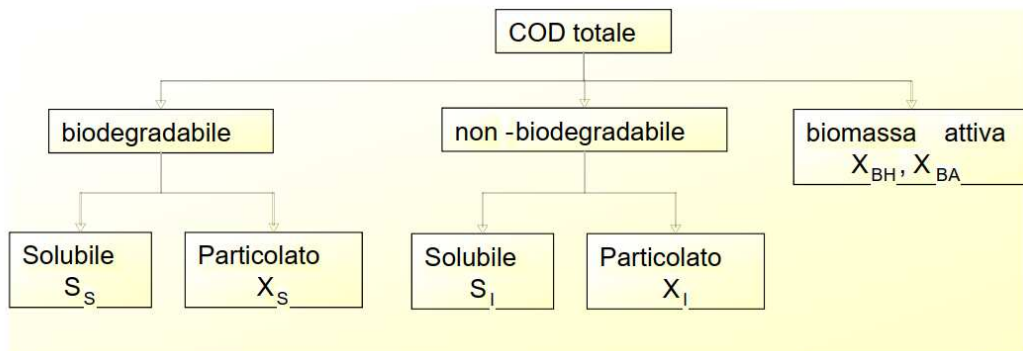 COD totale
biodegradabile
non -biodegradabile
biomassa attiva
X_BH, X_BA
Solubile
S_S
Particolato
X_S
Solubile
S_I
Particolato
X_I